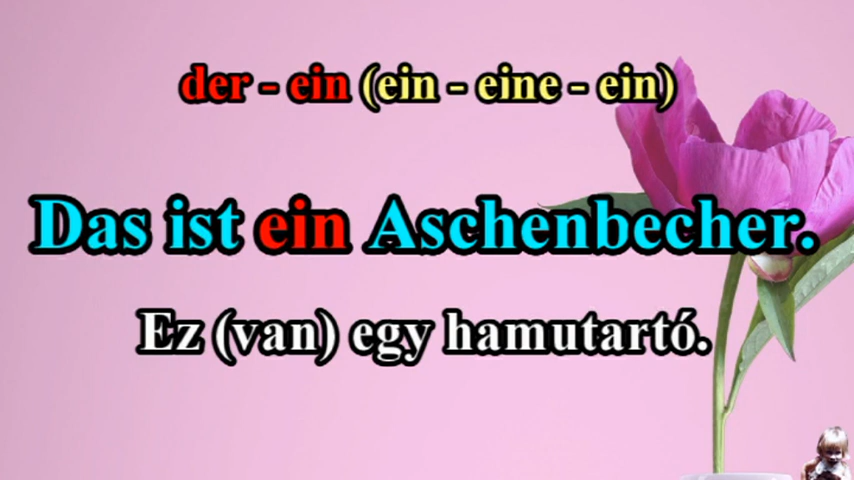 der - ein (ein - eine - ein)
Das ist ein Aschenbecher.
Ez (van) egy hamutartó.